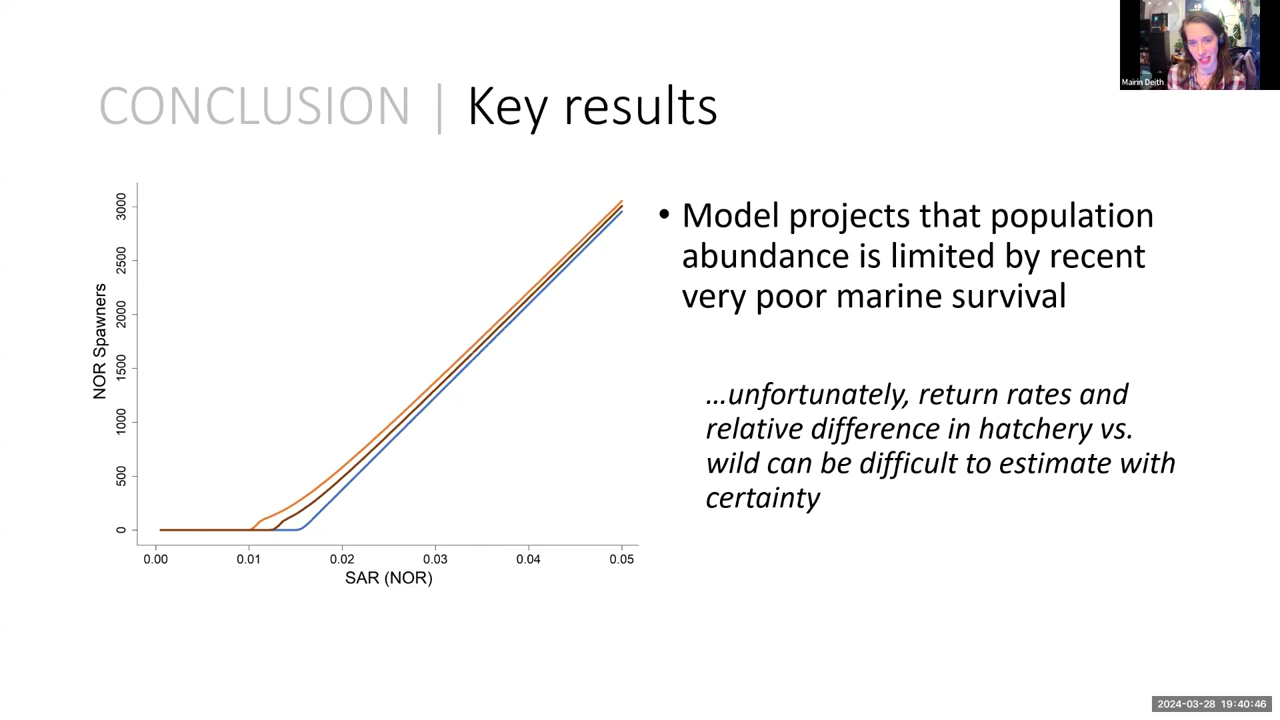 Mairin Deith
CONCLUSION | Key results
3000
2500
2000
1500
1000
500
0
NOR Spawners
0.00 0.01 0.02 0.03 0.04 0.05
SAR (NOR)
• Model projects that population
abundance is limited by recent
very poor marine survival
...unfortunately, return rates and
relative difference in hatchery vs.
wild can be difficult to estimate with
certainty
2024-03-28 19:40:46